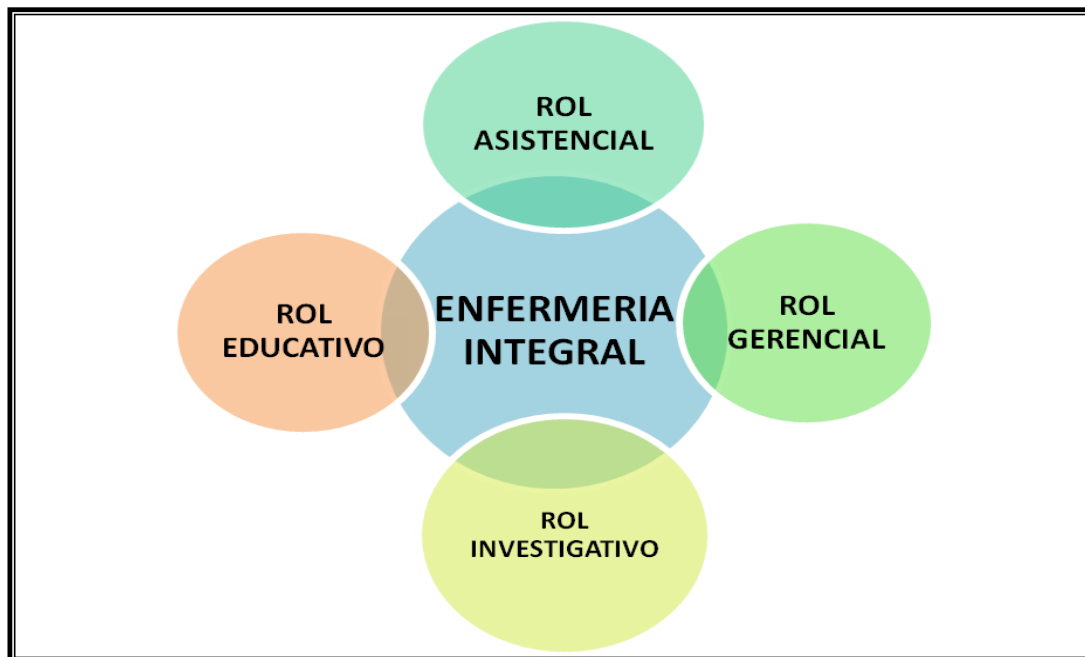 ROL
ASISTENCIAL
ROL
EDUCATIVO
ENFERMERIA
INTEGRAL
ROL
GERENCIAL
ROL
INVESTIGATIVO